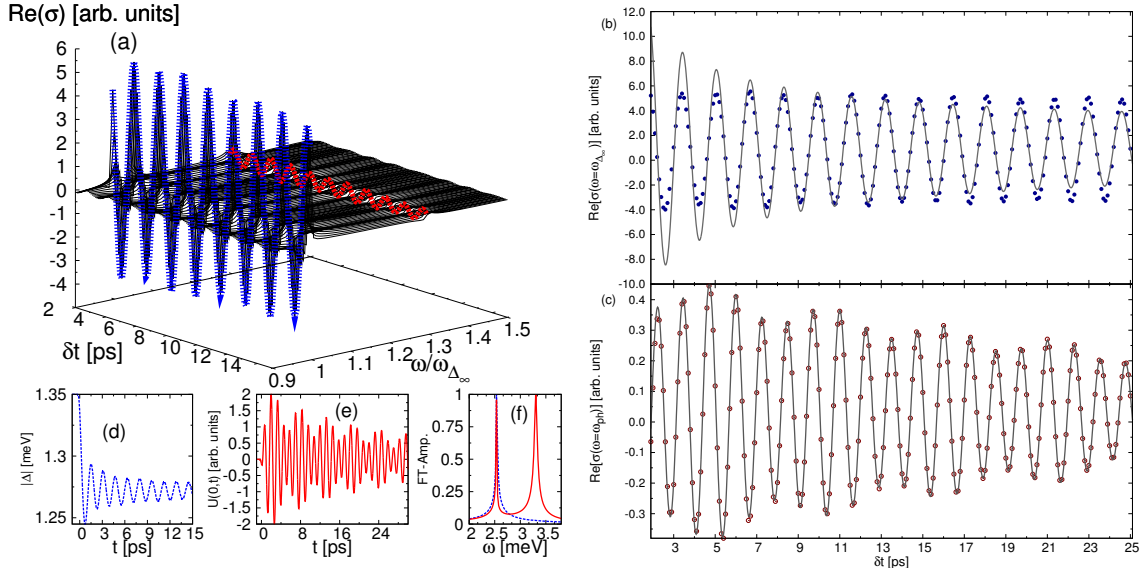 Re(σ) [arb. units]
(a)
6
5
4
3
2
1
0
-1
-2
-3
-4
2
4
6
8
10
12
14
δt [ps]
0.9
1
1.1
1.2
1.3
1.4
1.5
ω/ω_Δ∞
(b)
12.0
10.0
8.0
6.0
4.0
2.0
0.0
-2.0
-4.0
-6.0
-8.0
-10.0
Re[σ(ω=ω_Δ∞)] [arb. units]
(c)
0.4
0.3
0.2
0.1
0.0
-0.1
-0.2
-0.3
Re[σ(ω=ω_ph)] [arb. units]
3 5 7 9 11 13 15 17 19 21 23 25
δt [ps]
(d)
1.35
1.3
1.25
|Δ| [meV]
0 3 6 9 12 15
t [ps]
(e)
2
1.5
1
0.5
0
-0.5
-1
-1.5
-2
U(0,t) [arb. units]
0 8 16 24
t [ps]
(f)
1
0.75
0.5
0.25
0
FT-Amp.
2 2.5 3 3.5
ω [meV]